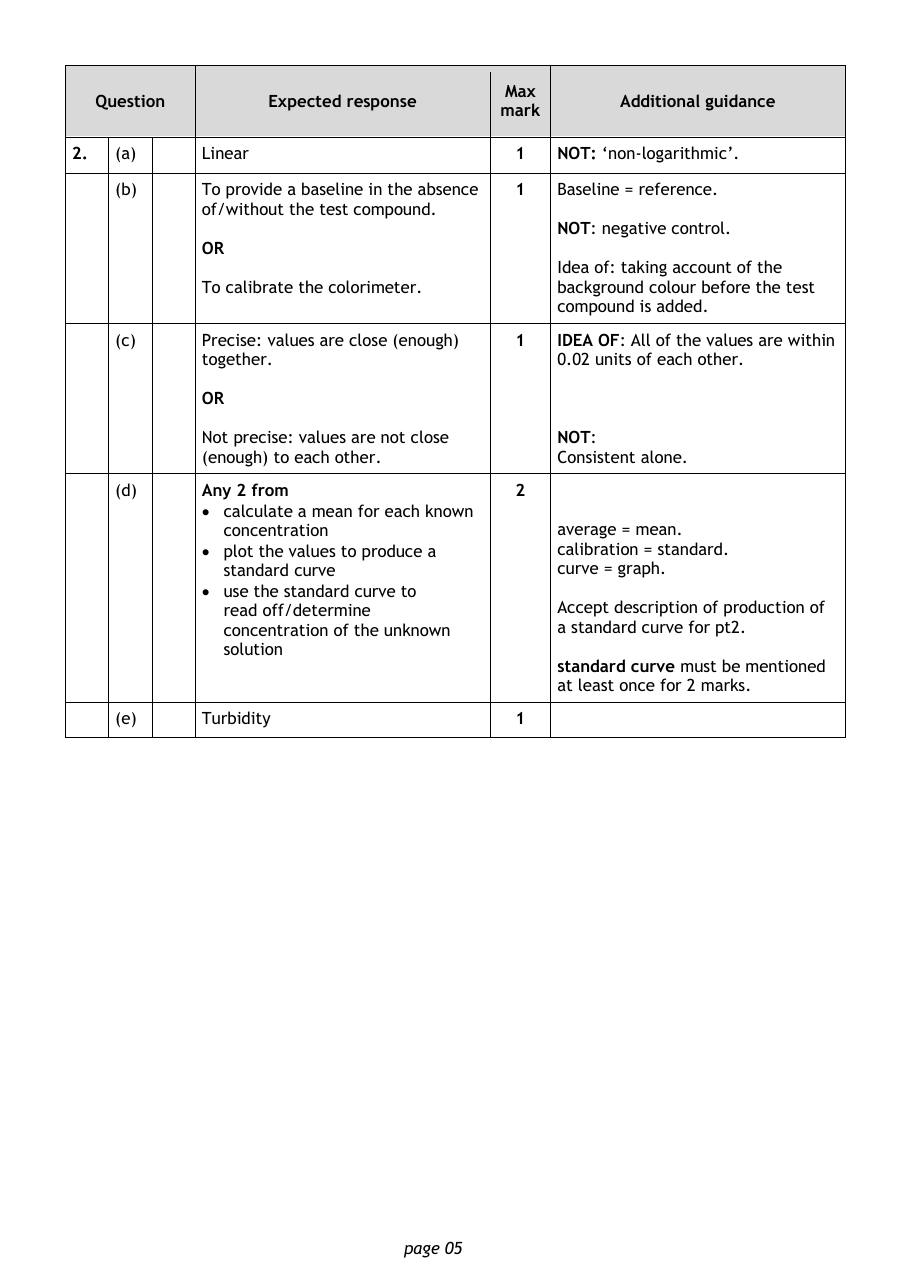 Question
Expected response
Max
mark
Additional guidance
2.
(a)
Linear
1
NOT: ‘non-logarithmic’.
(b)
To provide a baseline in the absence
of/without the test compound.
OR
To calibrate the colorimeter.
1
Baseline = reference.
NOT: negative control.
Idea of: taking account of the
background colour before the test
compound is added.
(c)
Precise: values are close (enough)
together.
OR
Not precise: values are not close
(enough) to each other.
1
IDEA OF: All of the values are within
0.02 units of each other.
NOT:
Consistent alone.
(d)
Any 2 from
• calculate a mean for each known
concentration
• plot the values to produce a
standard curve
• use the standard curve to
read off/determine
concentration of the unknown
solution
2
average = mean.
calibration = standard.
curve = graph.
Accept description of production of
a standard curve for pt2.
standard curve must be mentioned
at least once for 2 marks.
(e)
Turbidity
1
page 05